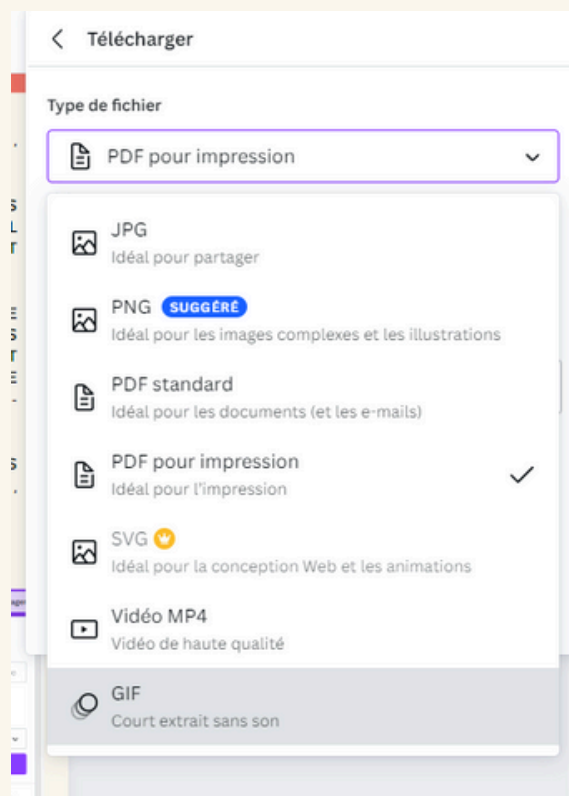 Télécharger
Type de fichier
PDF pour impression
JPG
Idéal pour partager
PNG SUGGÉRÉ
Idéal pour les images complexes et les illustrations
PDF standard
Idéal pour les documents (et les e-mails)
PDF pour impression
Idéal pour l'impression
SVG
Idéal pour la conception Web et les animations
Vidéo MP4
Vidéo de haute qualité
GIF
Court extrait sans son